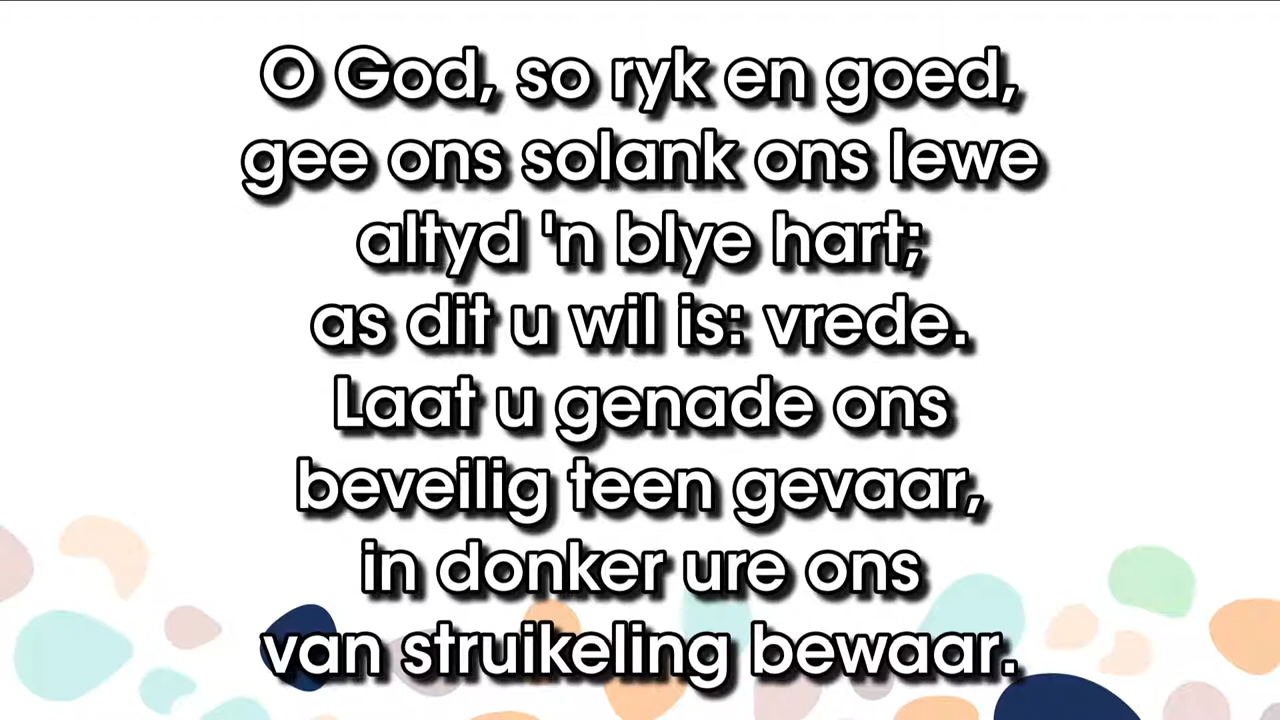 O God, so ryk en goed,
gee ons solank ons lewe
altyd 'n blye hart;
as dit u wil is: vrede.
Laat u genade ons
beveilig teen gevaar,
in donker ure ons
van struikeling bewaar.